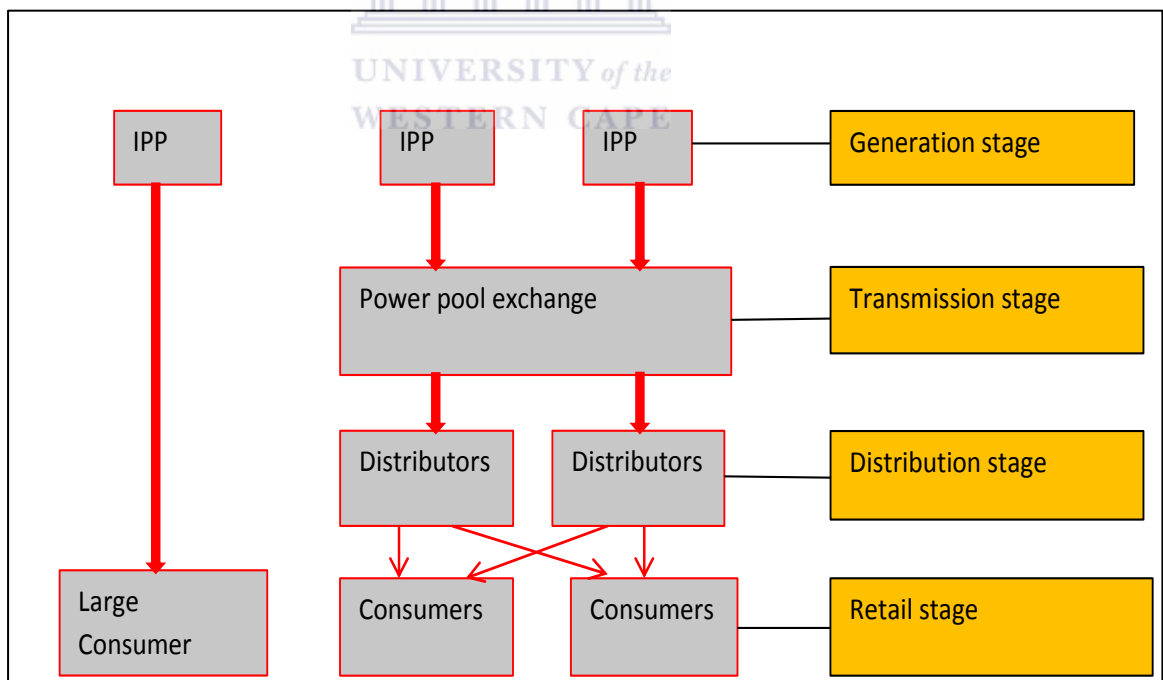 UNIVERSITY of the
WESTERN CAPE
IPP
IPP
IPP
Generation stage
Power pool exchange
Transmission stage
Distributors
Distributors
Distribution stage
Large
Consumer
Consumers
Consumers
Retail stage